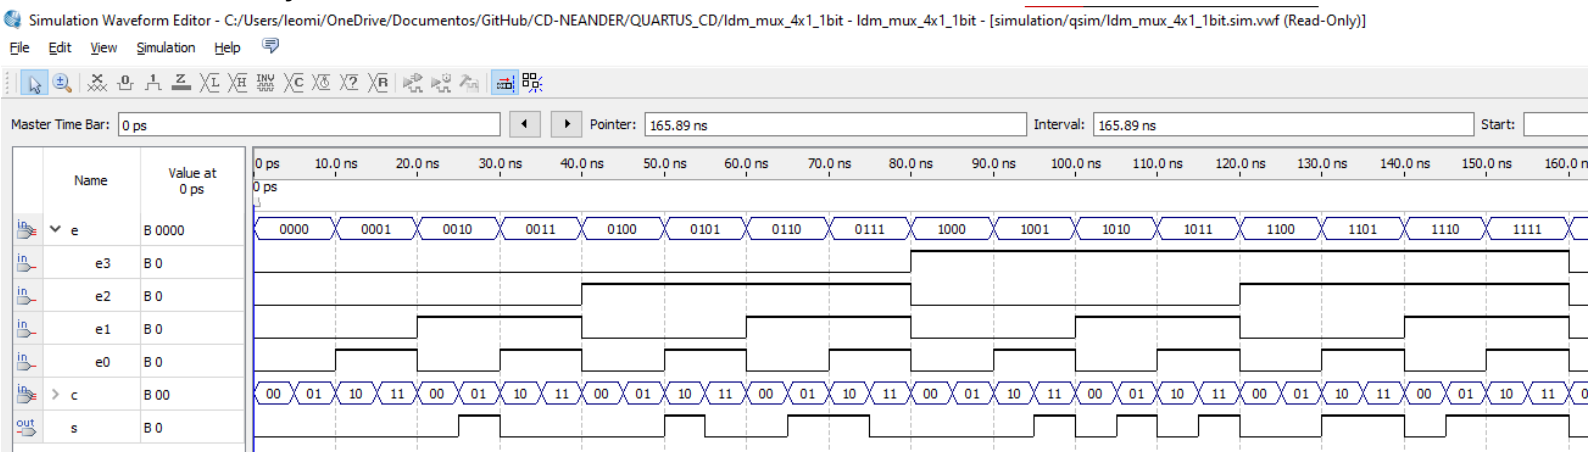 Simulation Waveform Editor - C:/Users/leomi/OneDrive/Documentos/GitHub/CD-NEANDER/QUARTUS_CD/ldm_mux_4x1_1bit - ldm_mux_4x1_1bit - [simulation/qsim/ldm_mux_4x1_1bit.sim.vwf (Read-Only)]
File Edit View Simulation Help
Master Time Bar: 0 ps Pointer: 165.89 ns Interval: 165.89 ns Start:
Name Value at 0 ps
0 ps 10.0 ns 20.0 ns 30.0 ns 40.0 ns 50.0 ns 60.0 ns 70.0 ns 80.0 ns 90.0 ns 100.0 ns 110.0 ns 120.0 ns 130.0 ns 140.0 ns 150.0 ns 160.0 n
0 ps
e B 0000 0000 0001 0010 0011 0100 0101 0110 0111 1000 1001 1010 1011 1100 1101 1110 1111
e3 B 0
e2 B 0
e1 B 0
e0 B 0
c B 00 00 01 10 11 00 01 10 11 00 01 10 11 00 01 10 11 00 01 10 11 00 01 10 11 00 01 10 11 00 01 10 11 0
s B 0